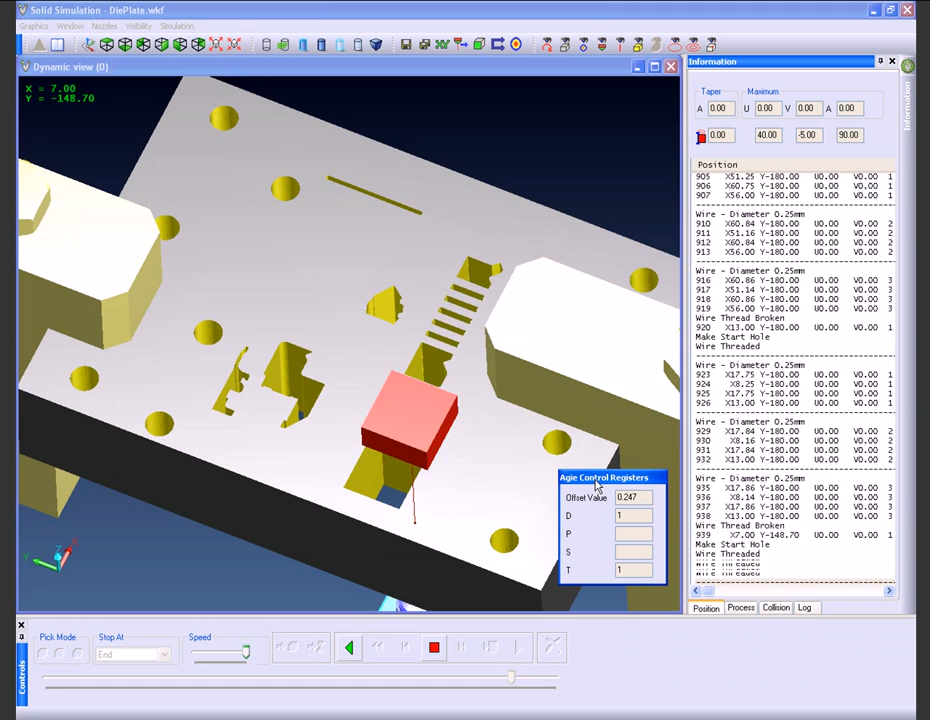 Solid Simulation - DiePlate.wkf
Graphics Window Nozzles Visibility Simulation
Dynamic view (0)
X = 7.00
Y = -148.70
Agie Control Registers
Offset Value 0.247
D 1
P
S
T 1
Information
Taper Maximum
A 0.00 U 0.00 V 0.00 A 0.00
0.00 40.00 -5.00 90.00
Position
905 X51.25 Y-180.00 U0.00 V0.00 1
906 X60.75 Y-180.00 U0.00 V0.00 1
907 X56.00 Y-180.00 U0.00 V0.00 1
Wire - Diameter 0.25mm
910 X60.84 Y-180.00 U0.00 V0.00 2
911 X51.16 Y-180.00 U0.00 V0.00 2
912 X60.84 Y-180.00 U0.00 V0.00 2
913 X56.00 Y-180.00 U0.00 V0.00 2
Wire - Diameter 0.25mm
916 X60.86 Y-180.00 U0.00 V0.00 3
917 X51.14 Y-180.00 U0.00 V0.00 3
918 X60.86 Y-180.00 U0.00 V0.00 3
919 X56.00 Y-180.00 U0.00 V0.00 3
Wire Thread Broken
920 X13.00 Y-180.00 U0.00 V0.00 1
Make Start Hole
Wire Threaded
Wire - Diameter 0.25mm
923 X17.75 Y-180.00 U0.00 V0.00 1
924 X8.25 Y-180.00 U0.00 V0.00 1
925 X17.75 Y-180.00 U0.00 V0.00 1
926 X13.00 Y-180.00 U0.00 V0.00 1
Wire - Diameter 0.25mm
929 X17.84 Y-180.00 U0.00 V0.00 2
930 X8.16 Y-180.00 U0.00 V0.00 2
931 X17.84 Y-180.00 U0.00 V0.00 2
932 X13.00 Y-180.00 U0.00 V0.00 2
Wire - Diameter 0.25mm
935 X17.86 Y-180.00 U0.00 V0.00 3
936 X8.14 Y-180.00 U0.00 V0.00 3
937 X17.86 Y-180.00 U0.00 V0.00 3
938 X13.00 Y-180.00 U0.00 V0.00 3
Wire Thread Broken
939 X7.00 Y-148.70 U0.00 V0.00 1
Make Start Hole
Wire Threaded
Position Process Collision Log
Information
Controls
Pick Mode Stop At Speed
End